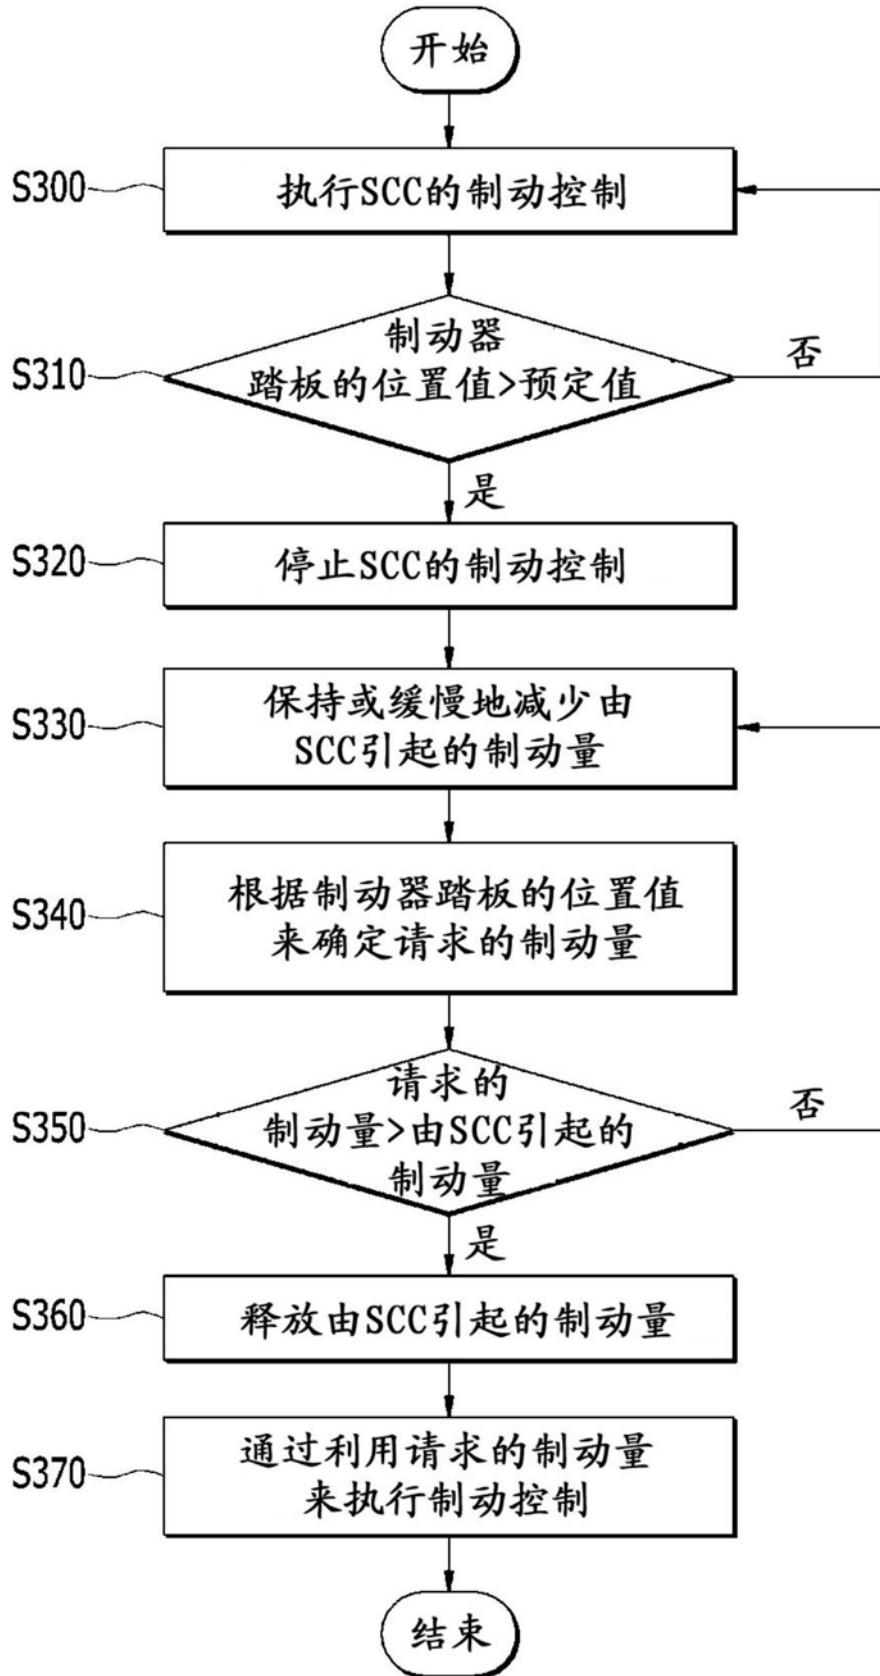 开始
S300
执行SCC的制动控制
S310
制动器
踏板的位置值>预定值
否
是
S320
停止SCC的制动控制
S330
保持或缓慢地减少由
SCC引起的制动量
S340
根据制动器踏板的位置值
来确定请求的制动量
S350
请求的
制动量>由SCC引起的
制动量
否
是
S360
释放由SCC引起的制动量
S370
通过利用请求的制动量
来执行制动控制
结束